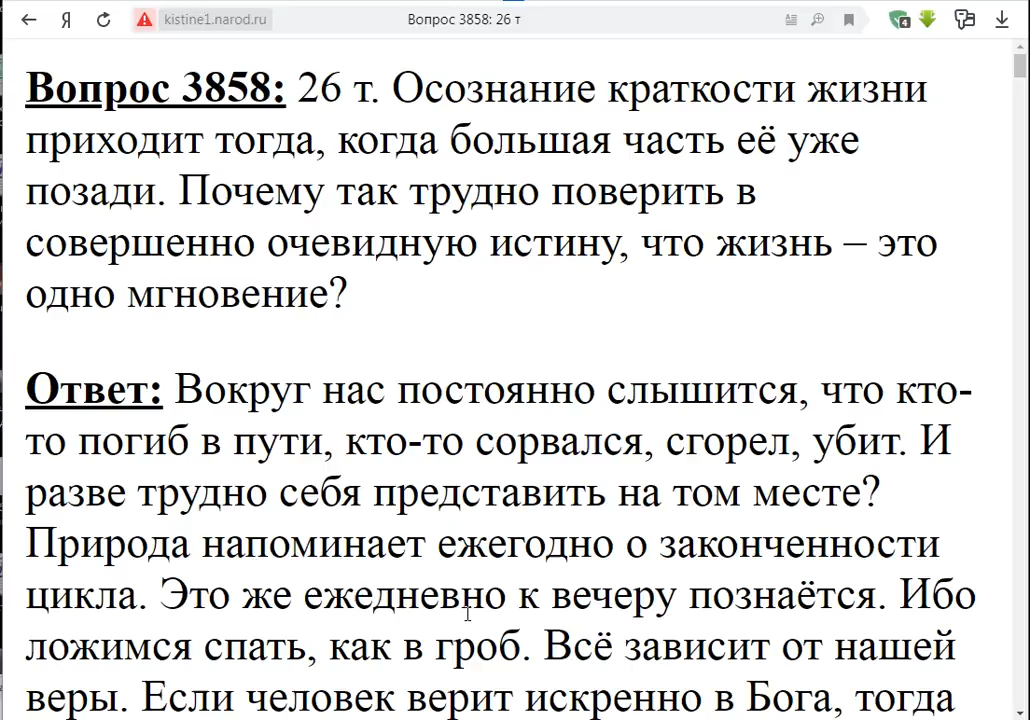 Я kistine1.narod.ru Вопрос 3858: 26 т 4
Вопрос 3858: 26 т. Осознание краткости жизни
приходит тогда, когда большая часть её уже
позади. Почему так трудно поверить в
совершенно очевидную истину, что жизнь – это
одно мгновение?
Ответ: Вокруг нас постоянно слышится, что кто-
то погиб в пути, кто-то сорвался, сгорел, убит. И
разве трудно себя представить на том месте?
Природа напоминает ежегодно о законченности
цикла. Это же ежедневно к вечеру познаётся. Ибо
ложимся спать, как в гроб. Всё зависит от нашей
веры. Если человек верит искренно в Бога, тогда